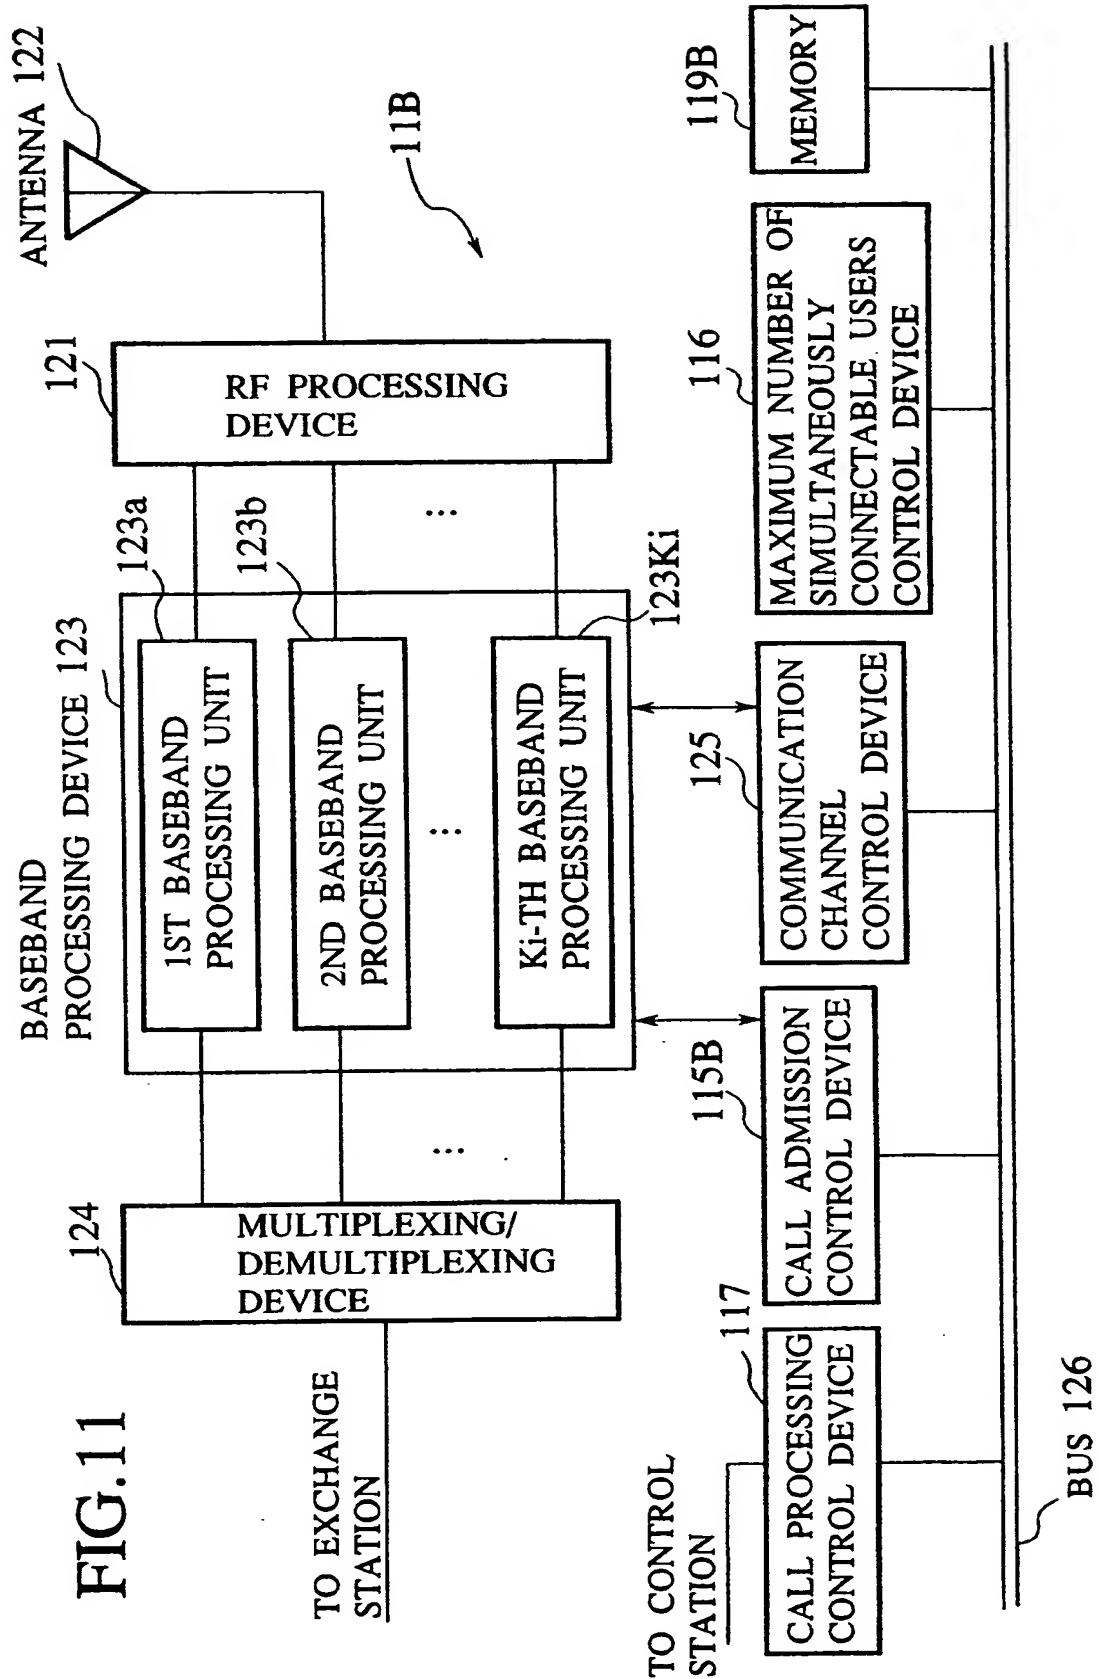 FIG.11
ANTENNA 122
11B
121
RF PROCESSING
DEVICE
BASEBAND
PROCESSING DEVICE 123
123a
1ST BASEBAND
PROCESSING UNIT
123b
2ND BASEBAND
PROCESSING UNIT
...
...
...
123Ki
Ki-TH BASEBAND
PROCESSING UNIT
124
MULTIPLEXING/
DEMULTIPLEXING
DEVICE
TO EXCHANGE
STATION
TO CONTROL
STATION
117
CALL PROCESSING
CONTROL DEVICE
115B
CALL ADMISSION
CONTROL DEVICE
125
COMMUNICATION
CHANNEL
CONTROL DEVICE
116
MAXIMUM NUMBER OF
SIMULTANEOUSLY
CONNECTABLE USERS
CONTROL DEVICE
119B
MEMORY
BUS 126